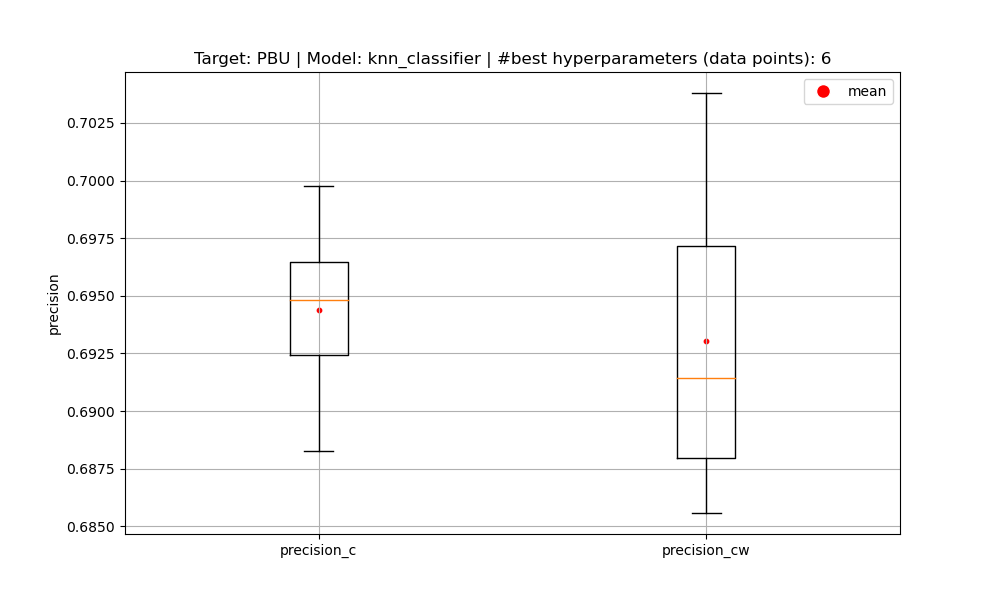 Target: PBU | Model: knn_classifier | #best hyperparameters (data points): 6
mean
0.7025
0.7000
0.6975
0.6950
0.6925
0.6900
0.6875
0.6850
precision
precision_c
precision_cw